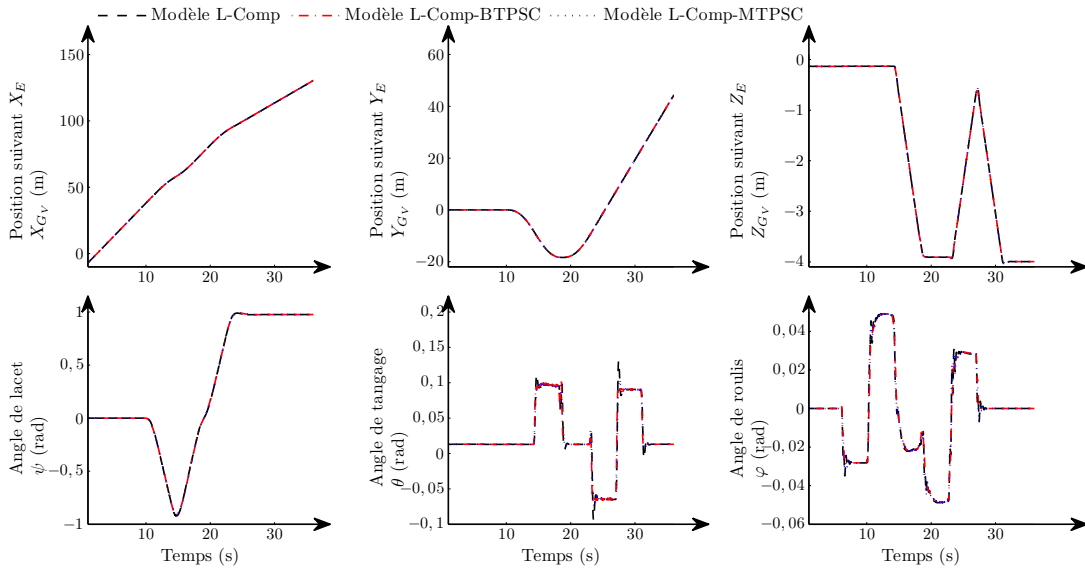 Modèle L-Comp Modèle L-Comp-BTPSC Modèle L-Comp-MTPSC
Position suivant X_E
X_{G_V} (m)
150
100
50
0
10 20 30
Position suivant Y_E
Y_{G_V} (m)
60
40
20
0
−20
10 20 30
Position suivant Z_E
Z_{G_V} (m)
0
−1
−2
−3
−4
10 20 30
Angle de lacet
ψ (rad)
1
0,5
0
−0,5
−1
10 20 30
Temps (s)
Angle de taugage
θ (rad)
0,2
0,15
0,1
0,05
0
−0,05
−0,1
10 20 30
Temps (s)
Angle de roulis
φ (rad)
0,04
0,02
0
−0,02
−0,04
−0,06
10 20 30
Temps (s)